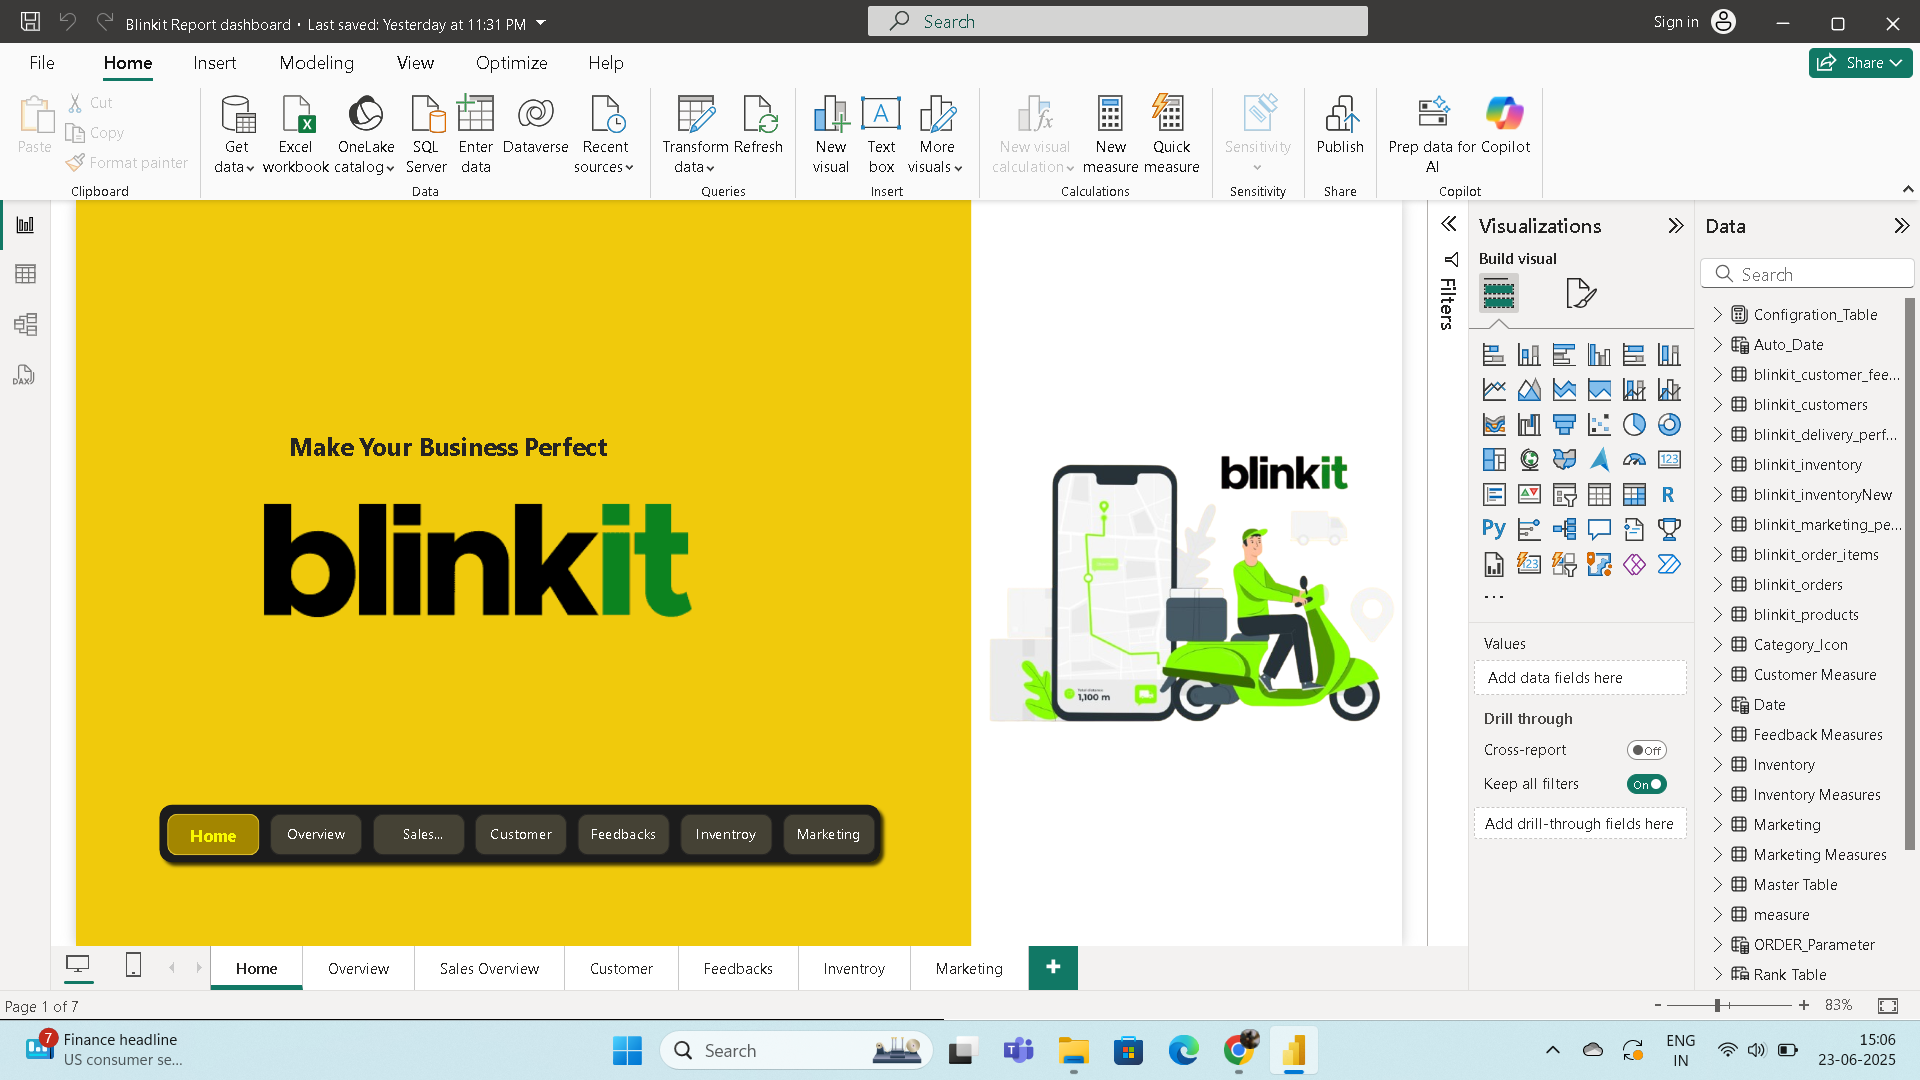 Blinkit Report dashboard • Last saved: Yesterday at 11:31 PM
Search
Sign in
File
Home
Insert
Modeling
View
Optimize
Help
Share
Paste
Cut
Copy
Format painter
Clipboard
Get data
Excel workbook
OneLake catalog
SQL Server
Enter data
Dataverse
Recent sources
Data
Transform data
Refresh
Queries
New visual
Text box
More visuals
Insert
New visual calculation
New measure
Quick measure
Calculations
Sensitivity
Sensitivity
Publish
Share
Prep data for AI
Copilot
Copilot
DAX
Make Your Business Perfect
blinkit
blinkit
1,100 m
Home
Overview
Sales...
Customer
Feedbacks
Inventroy
Marketing
Filters
Visualizations
Build visual
123
R
Py
123
Values
Add data fields here
Drill through
Cross-report
Off
Keep all filters
On
Add drill-through fields here
Data
Search
Configration_Table
Auto_Date
blinkit_customer_fee...
blinkit_customers
blinkit_delivery_perf...
blinkit_inventory
blinkit_inventoryNew
blinkit_marketing_pe...
blinkit_order_items
blinkit_orders
blinkit_products
Category_Icon
Customer Measure
Date
Feedback Measures
Inventory
Inventory Measures
Marketing
Marketing Measures
Master Table
measure
ORDER_Parameter
Rank Table
Home
Overview
Sales Overview
Customer
Feedbacks
Inventroy
Marketing
Page 1 of 7
83%
7
Finance headline
US consumer se...
Search
ENG
IN
15:06
23-06-2025